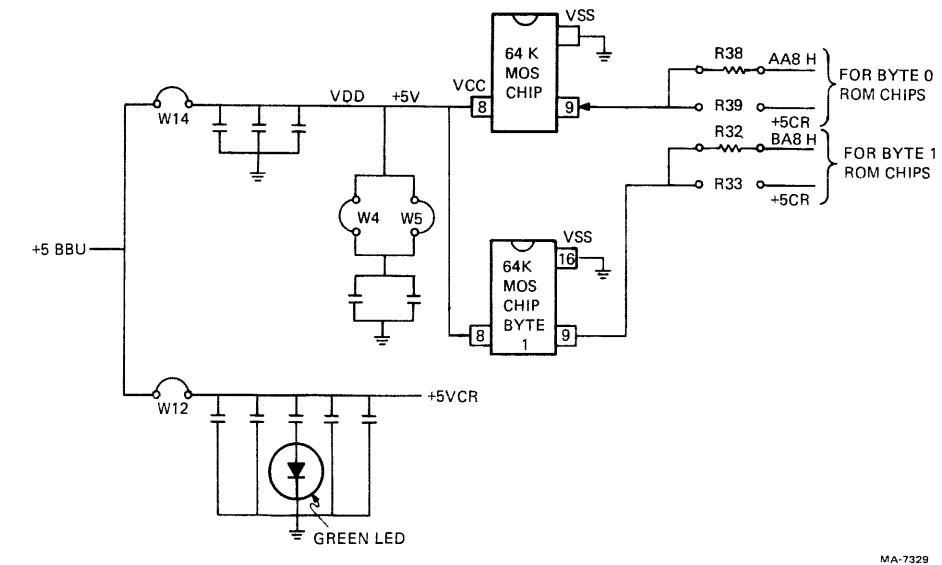 VSS
64 K
MOS
CHIP
VCC
8
9
VDD
+5V
W14
R38
AA8 H
R39
+5CR
FOR BYTE 0
ROM CHIPS
R32
BA8 H
R33
+5CR
FOR BYTE 1
ROM CHIPS
W4
W5
+5 BBU
VSS
16
64K
MOS
CHIP
BYTE
1
8
9
W12
+5VCR
GREEN LED
MA-7329